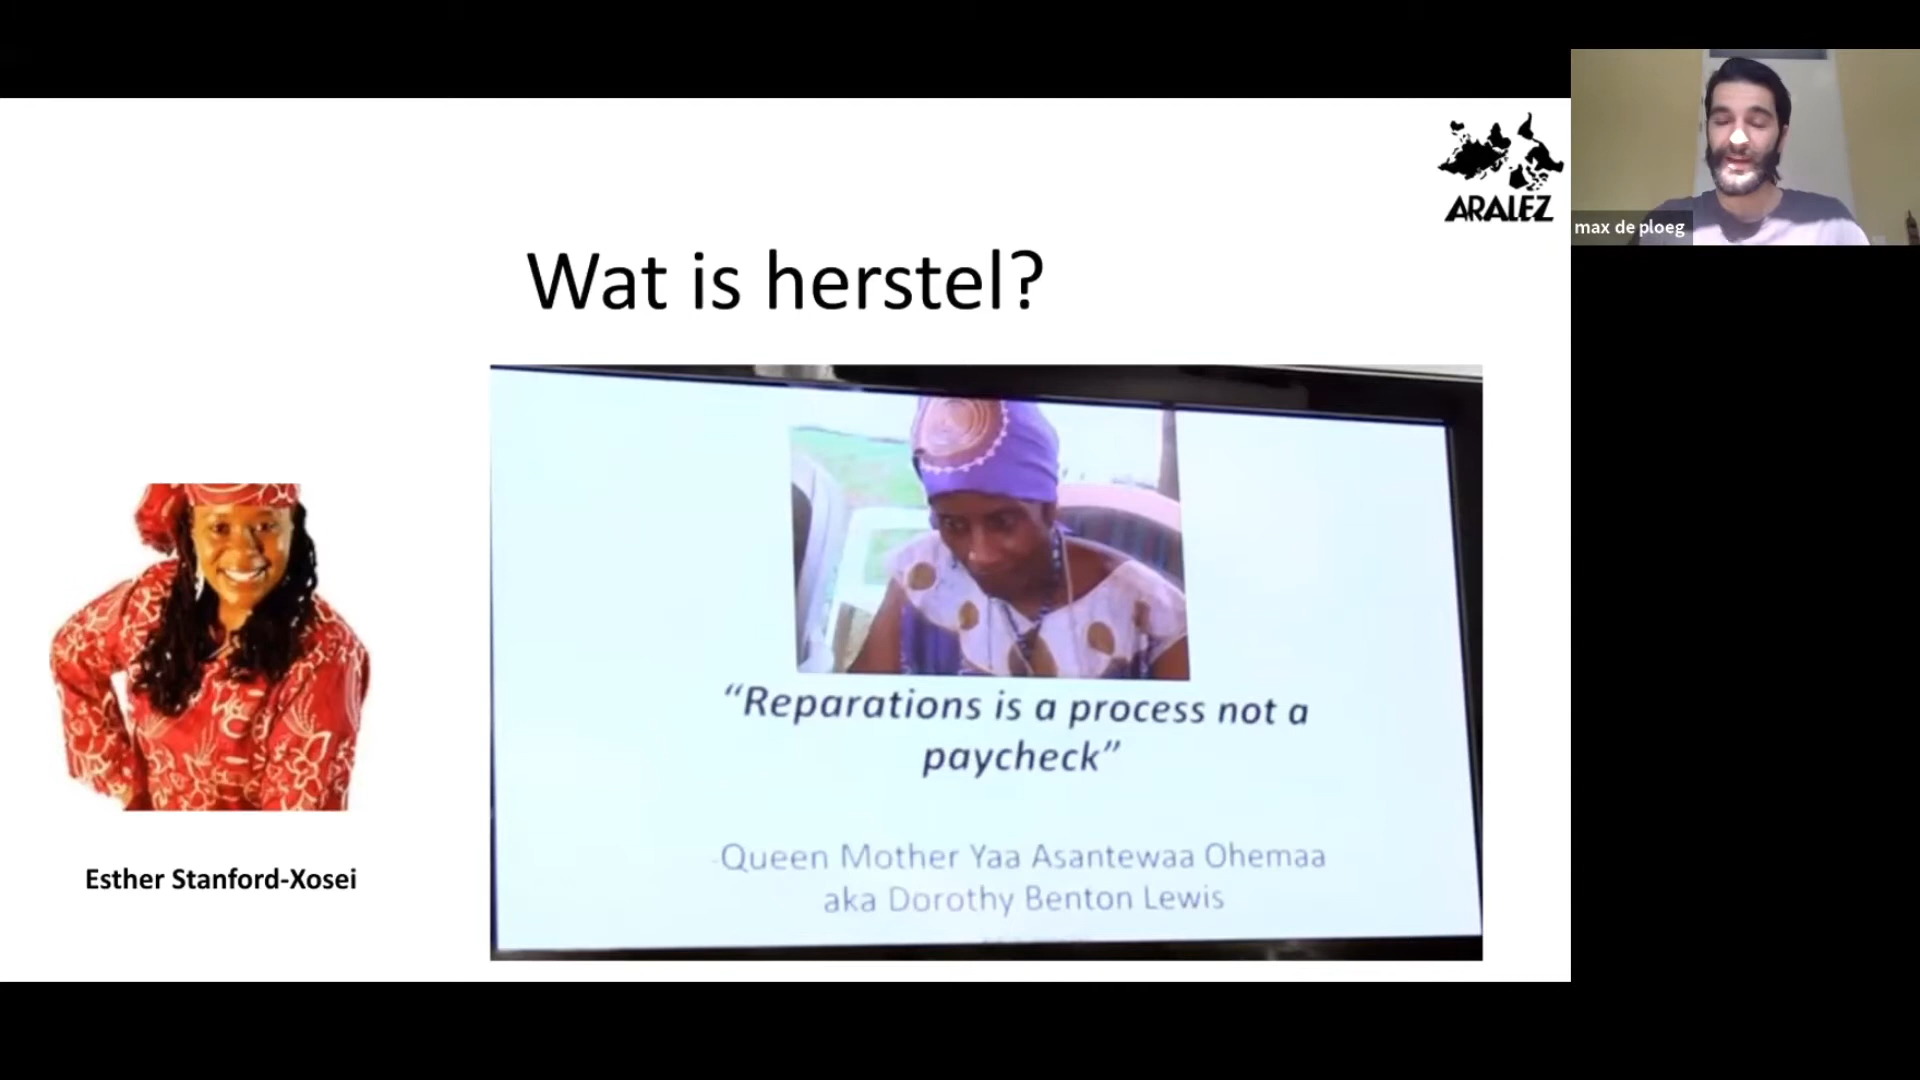 ARALEZ
max de ploeg
Wat is herstel?
“Reparations is a process not a
paycheck”
-Queen Mother Yaa Asantewaa Ohemaa
aka Dorothy Benton Lewis
Esther Stanford-Xosei